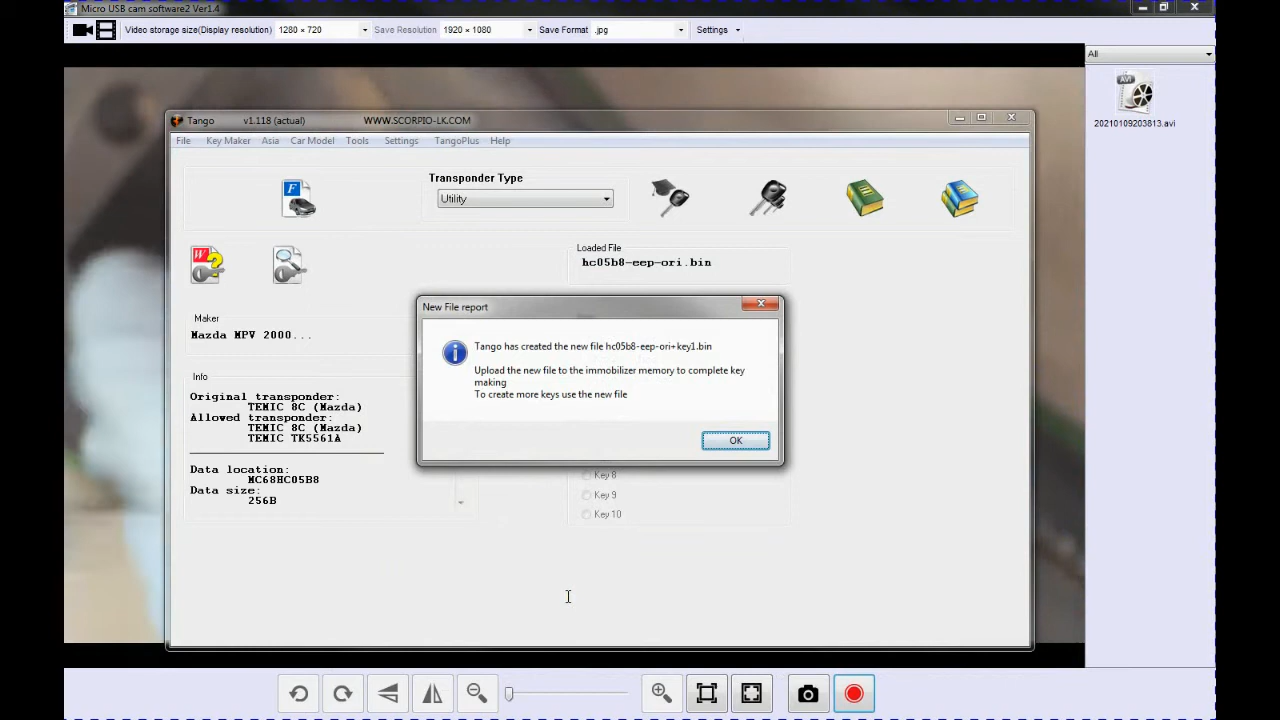 Micro USB cam software2 Ver1.4
Video storage size(Display resolution) 1280 × 720 Save Resolution 1920 × 1080 Save Format .jpg Settings
All
AVI
20210109203813.avi
Tango v1.118 (actual) WWW.SCORPIO-LK.COM
File Key Maker Asia Car Model Tools Settings TangoPlus Help
F
Transponder Type
Utility
W ?
Loaded File
hc05b8-eep-ori.bin
Maker
Mazda MPV 2000...
New File report
Tango has created the new file hc05b8-eep-ori+key1.bin
Upload the new file to the immobilizer memory to complete key
making
To create more keys use the new file
OK
Info
Original transponder:
TEMIC 8C (Mazda)
Allowed transponder:
TEMIC 8C (Mazda)
TEMIC TK5561A
Data location:
MC68HC05B8
Data size:
256B
Key 8
Key 9
Key 10